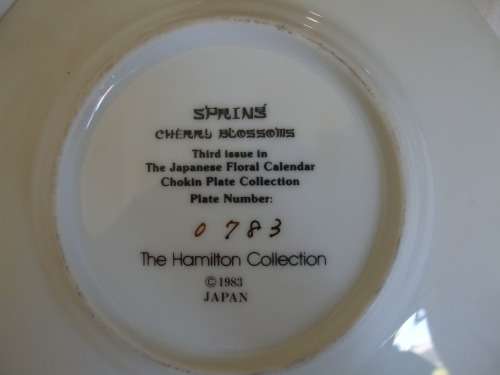 SPRING
CHERRY BLOSSOMS
Third issue in
The Japanese Floral Calendar
Chokin Plate Collection
Plate Number:
0783
The Hamilton Collection
©1983
JAPAN